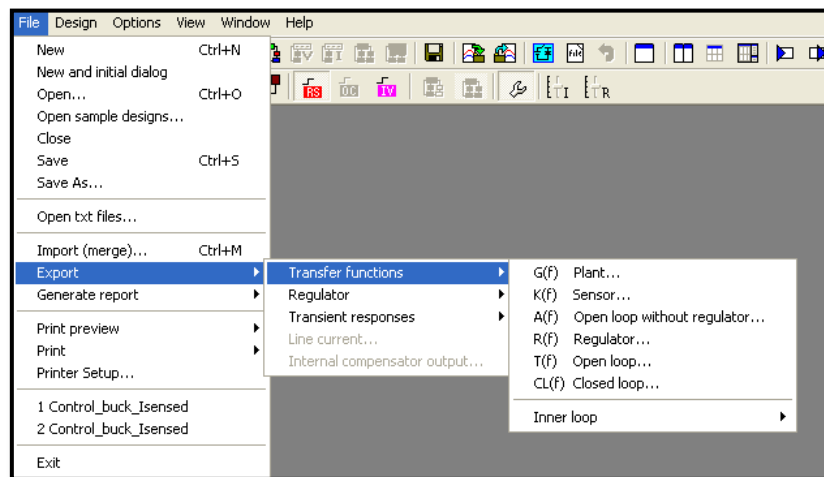 File Design Options View Window Help
New Ctrl+N
New and initial dialog
Open... Ctrl+O
Open sample designs...
Close
Save Ctrl+S
Save As...
Open txt files...
Import (merge)... Ctrl+M
Export
Generate report
Print preview
Print
Printer Setup...
1 Control_buck_Isensed
2 Control_buck_Isensed
Exit
Transfer functions
Regulator
Transient responses
Line current...
Internal compensator output...
G(f) Plant...
K(f) Sensor...
A(f) Open loop without regulator...
R(f) Regulator...
T(f) Open loop...
CL(f) Closed loop...
Inner loop
RS
OC
IV
I
R